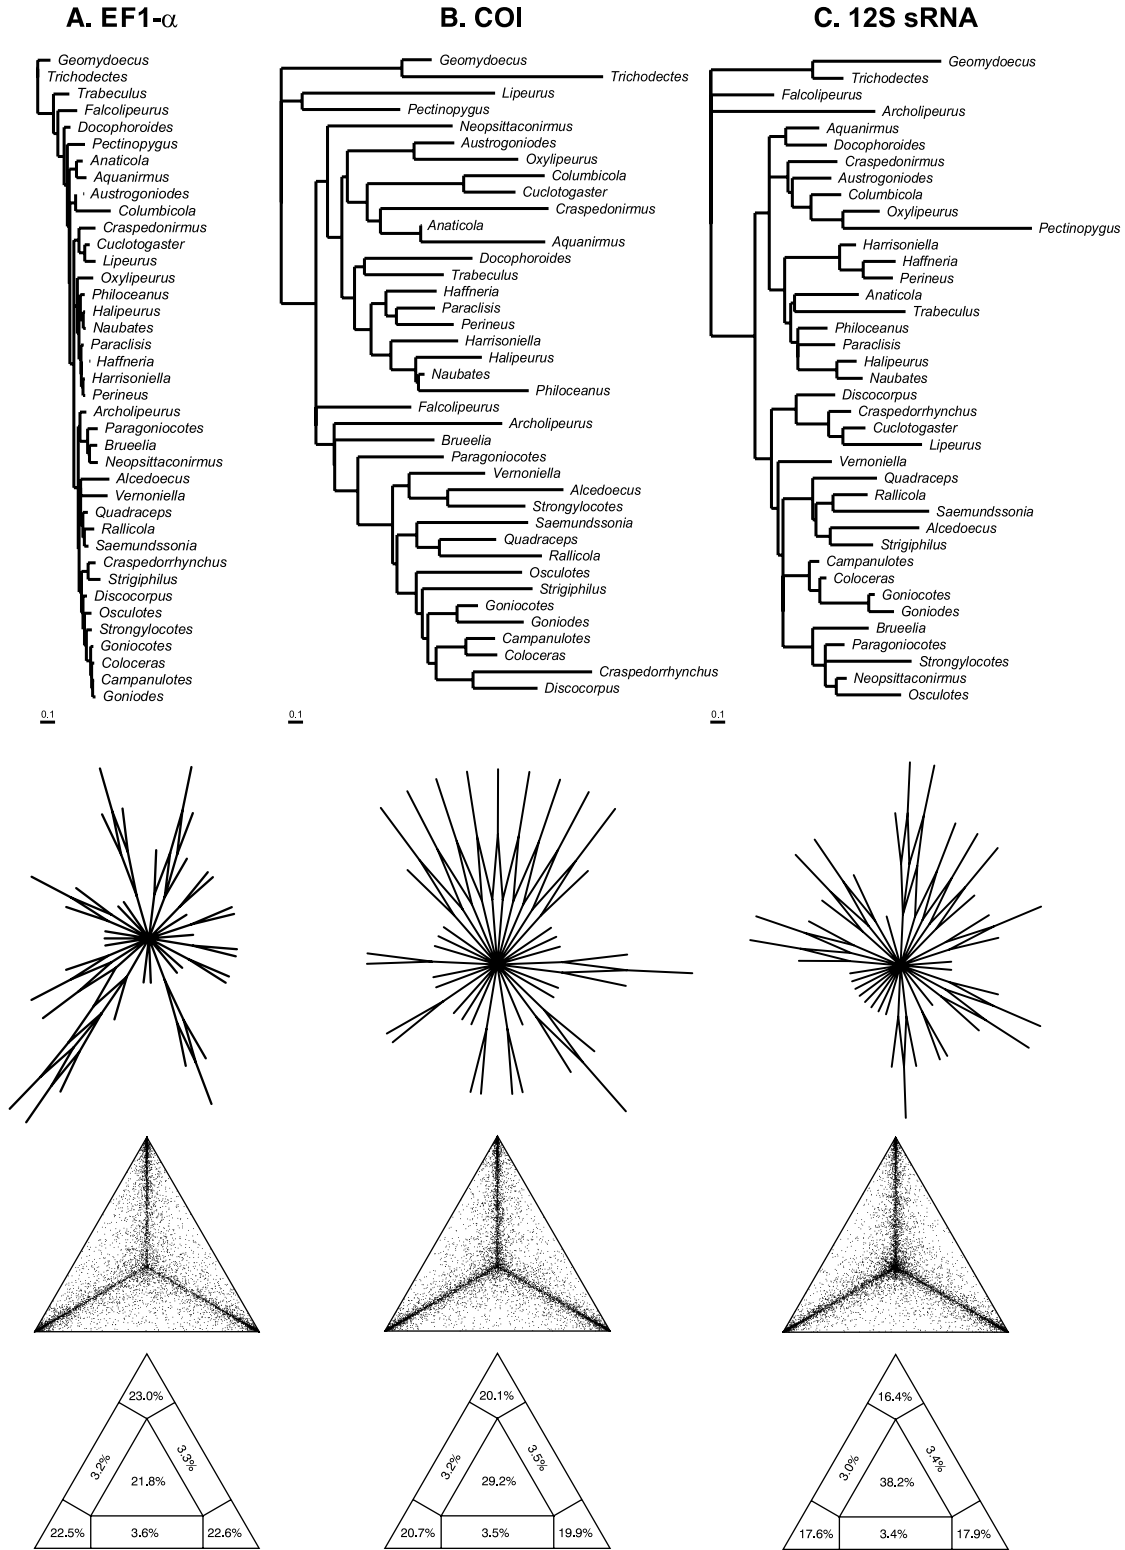 A. EF1-α
Geomydoecus
Trichodectes
Trabeculus
Falcolipeurus
Docophoroides
Pectinopygus
Anaticola
Aquanirmus
Austrogoniodes
Columbicola
Craspedonirmus
Cuclotogaster
Lipeurus
Oxylipeurus
Philoceanus
Halipeurus
Naubates
Paraclisis
Haffneria
Harrisoniella
Perineus
Archolipeurus
Paragoniocotes
Brueelia
Neopsittaconirmus
Alcedoecus
Vernoniella
Quadraceps
Rallicola
Saemundssonia
Craspedorrhynchus
Strigiphilus
Discocorpus
Osculotes
Strongylocotes
Goniocotes
Coloceras
Campanulotes
Goniodes
0.1
B. COI
Geomydoecus
Trichodectes
Lipeurus
Pectinopygus
Neopsittaconirmus
Austrogoniodes
Oxylipeurus
Columbicola
Cuclotogaster
Craspedonirmus
Anaticola
Aquanirmus
Docophoroides
Trabeculus
Haffneria
Paraclisis
Perineus
Harrisoniella
Halipeurus
Naubates
Philoceanus
Falcolipeurus
Archolipeurus
Brueelia
Paragoniocotes
Vernoniella
Alcedoecus
Strongylocotes
Saemundssonia
Quadraceps
Rallicola
Osculotes
Strigiphilus
Goniocotes
Goniodes
Campanulotes
Coloceras
Craspedorrhynchus
Discocorpus
0.1
C. 12S sRNA
Geomydoecus
Trichodectes
Falcolipeurus
Archolipeurus
Aquanirmus
Docophoroides
Craspedonirmus
Austrogoniodes
Columbicola
Oxylipeurus
Pectinopygus
Harrisoniella
Haffneria
Perineus
Anaticola
Trabeculus
Philoceanus
Paraclisis
Halipeurus
Naubates
Discocorpus
Craspedorrhynchus
Cuclotogaster
Lipeurus
Vernoniella
Quadraceps
Rallicola
Saemundssonia
Alcedoecus
Strigiphilus
Campanulotes
Coloceras
Goniocotes
Goniodes
Brueelia
Paragoniocotes
Strongylocotes
Neopsittaconirmus
Osculotes
0.1
23.0%
3.2%
3.3%
21.8%
22.5%
3.6%
22.6%
20.1%
3.2%
3.5%
29.2%
20.7%
3.5%
19.9%
16.4%
3.0%
3.4%
38.2%
17.6%
3.4%
17.9%